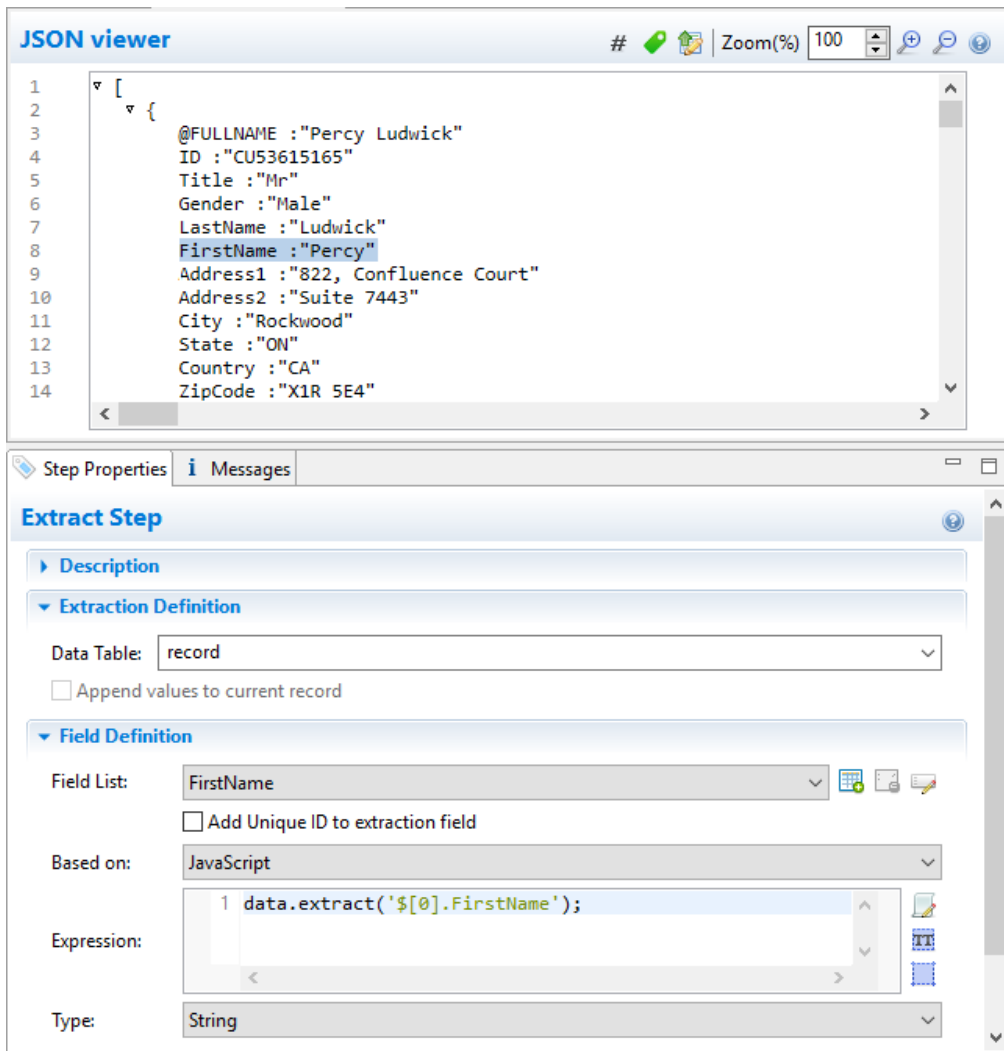 JSON viewer # Zoom(%) 100
1 [
2 {
3 @FULLNAME :"Percy Ludwick"
4 ID :"CU53615165"
5 Title :"Mr"
6 Gender :"Male"
7 LastName :"Ludwick"
8 FirstName :"Percy"
9 Address1 :"822, Confluence Court"
10 Address2 :"Suite 7443"
11 City :"Rockwood"
12 State :"ON"
13 Country :"CA"
14 ZipCode :"X1R 5E4"
Step Properties i Messages
Extract Step
Description
Extraction Definition
Data Table: record
Append values to current record
Field Definition
Field List: FirstName
Add Unique ID to extraction field
Based on: JavaScript
1 data.extract('$[0].FirstName');
Expression:
Type: String